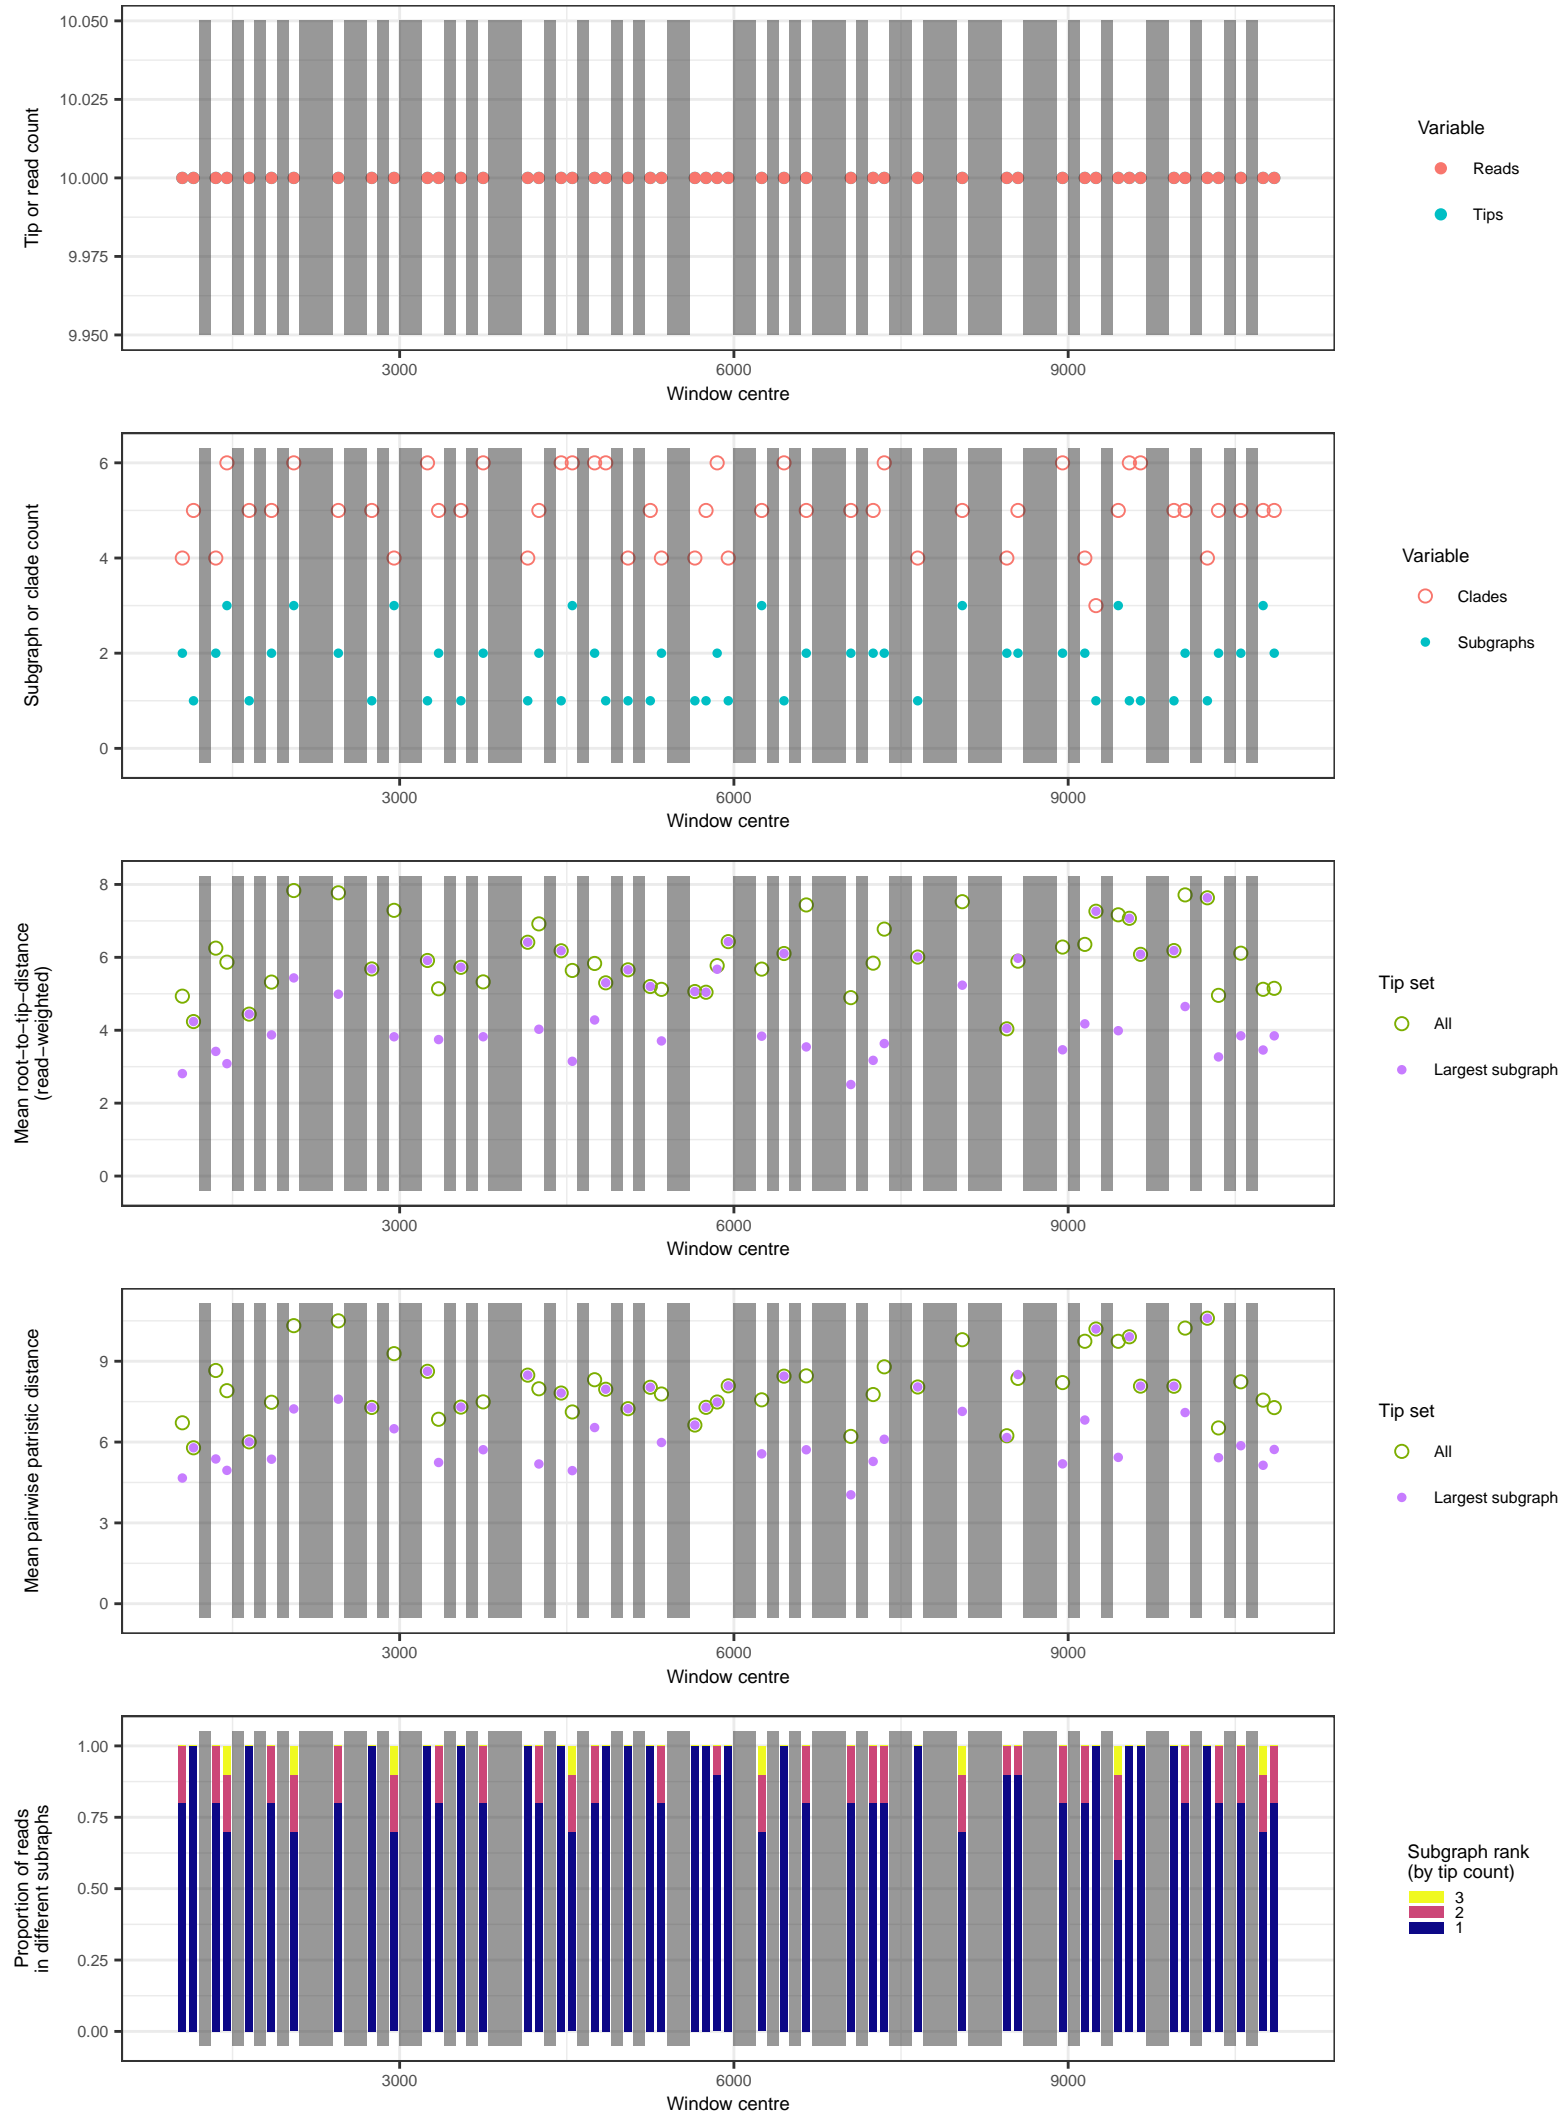 10.050
10.025
10.000
9.975
9.950
Tip or read count
3000
6000
9000
Window centre
Variable
Reads
Tips
6
4
2
0
Subgraph or clade count
3000
6000
9000
Window centre
Variable
Clades
Subgraphs
8
6
4
2
0
Mean root−to−tip−distance
(read−weighted)
3000
6000
9000
Window centre
Tip set
All
Largest subgraph
9
6
3
0
Mean pairwise patristic distance
3000
6000
9000
Window centre
Tip set
All
Largest subgraph
1.00
0.75
0.50
0.25
0.00
Proportion of reads
in different subraphs
3000
6000
9000
Window centre
Subgraph rank
(by tip count)
3
2
1